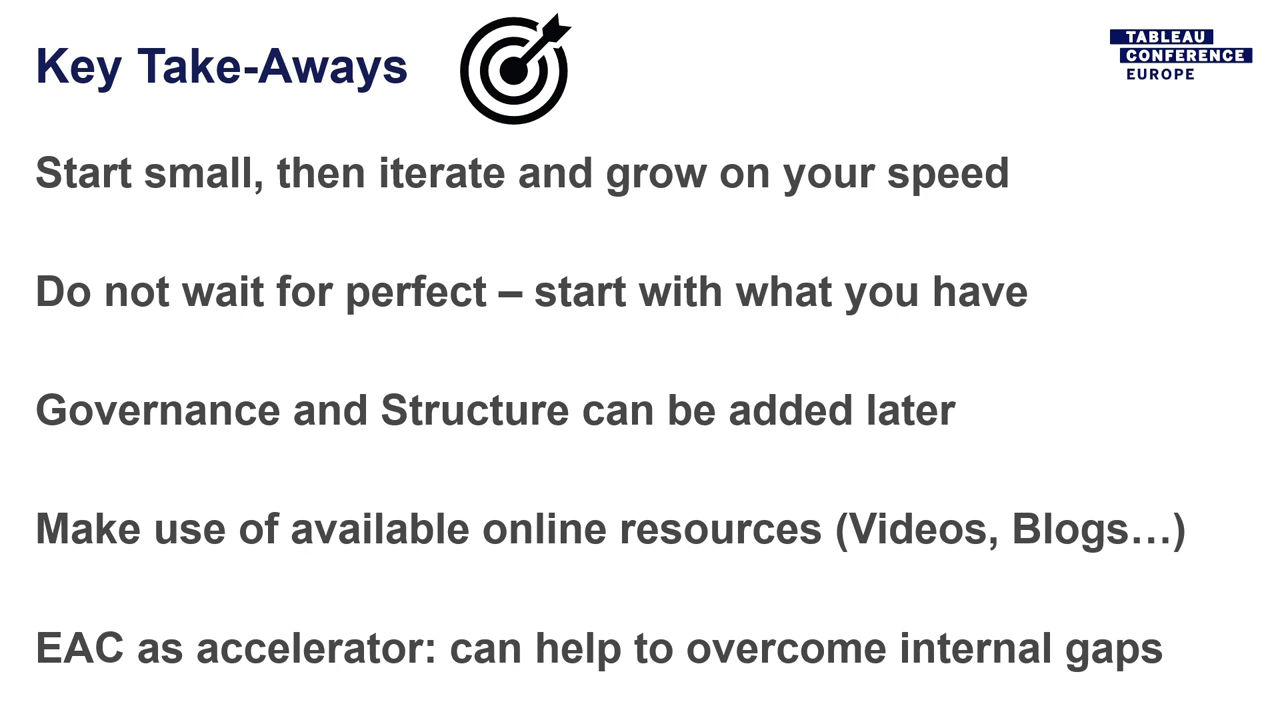 Key Take-Aways
TABLEAU
CONFERENCE
EUROPE
Start small, then iterate and grow on your speed
Do not wait for perfect – start with what you have
Governance and Structure can be added later
Make use of available online resources (Videos, Blogs…)
EAC as accelerator: can help to overcome internal gaps